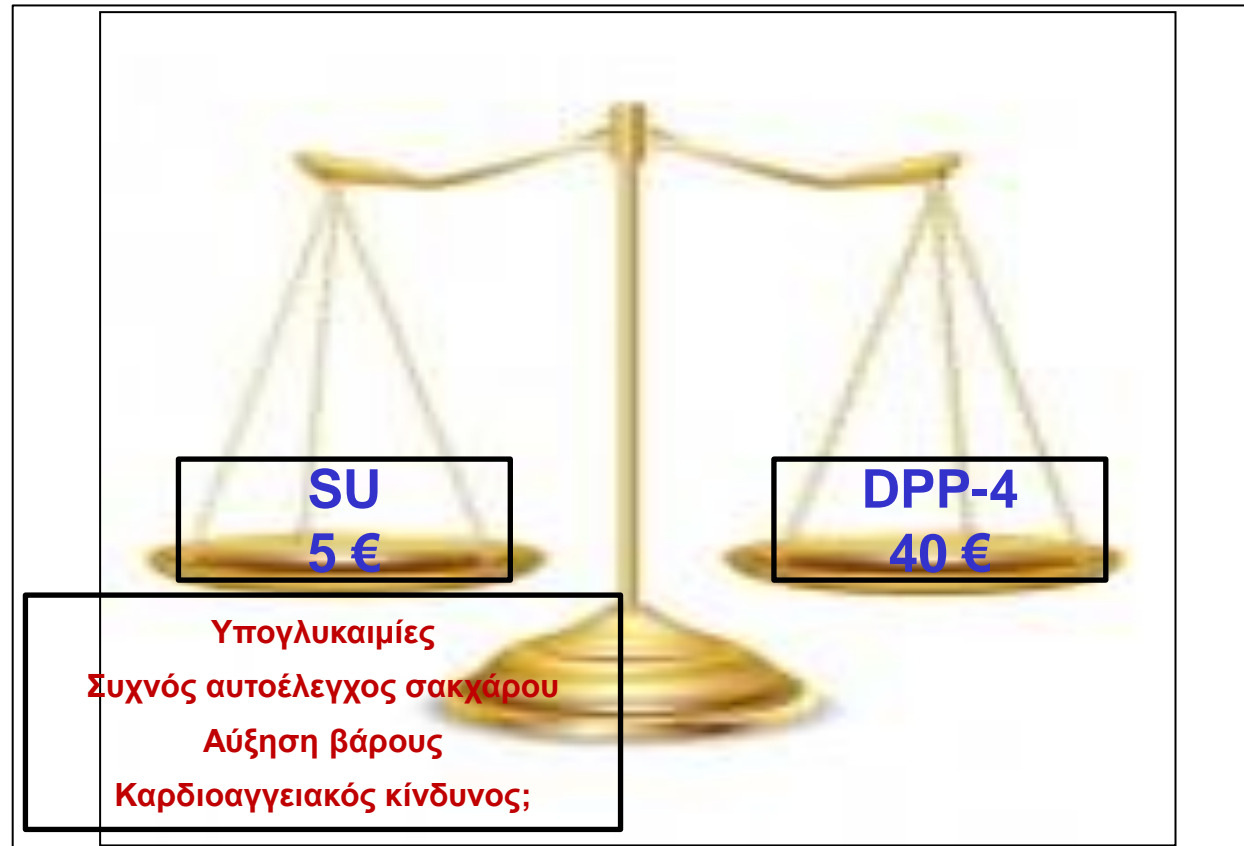 SU
5 €
DPP-4
40 €
Υπογλυκαιμίες
Συχνός αυτοέλεγχος σακχάρου
Αύξηση βάρους
Καρδιοαγγειακός κίνδυνος;